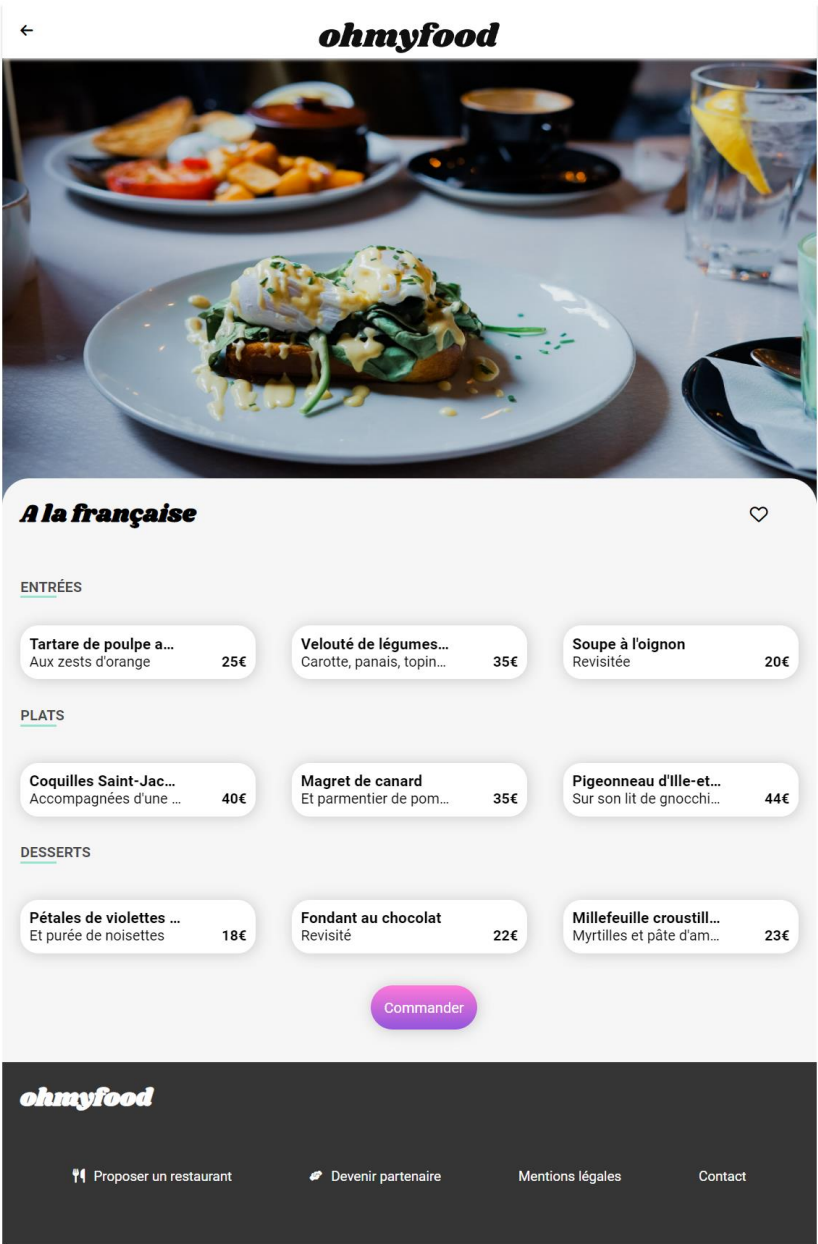 ohmyfood
A la française
ENTRÉES
Tartare de poulpe a...
Aux zests d'orange 25€
Velouté de légumes...
Carotte, panais, topin... 35€
Soupe à l'oignon
Revisitée 20€
PLATS
Coquilles Saint-Jac...
Accompagnées d'une ... 40€
Magret de canard
Et parmentier de pom... 35€
Pigeonneau d'Ille-et...
Sur son lit de gnocchi... 44€
DESSERTS
Pétales de violettes ...
Et purée de noisettes 18€
Fondant au chocolat
Revisité 22€
Millefeuille croustill...
Myrtilles et pâte d'am... 23€
Commander
ohmyfood
Proposer un restaurant Devenir partenaire Mentions légales Contact